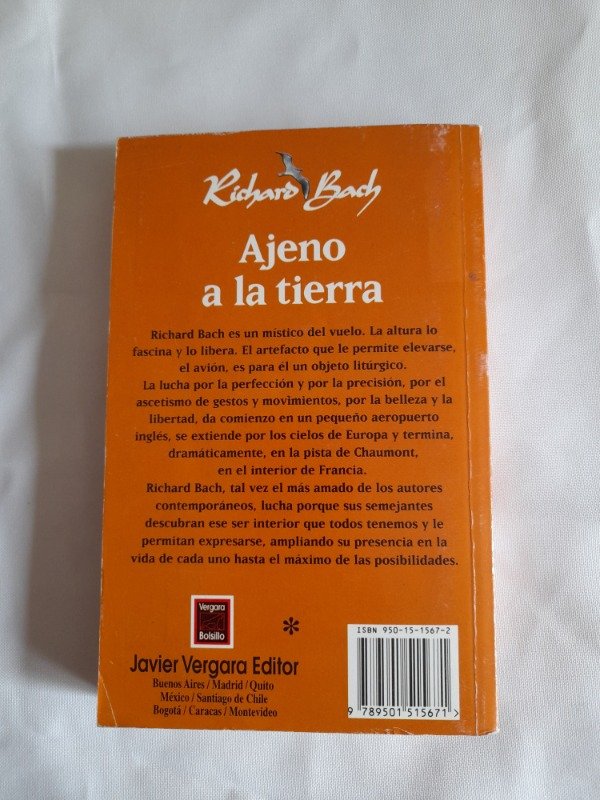 Richard Bach
Ajeno
a la tierra
Richard Bach es un místico del vuelo. La altura lo
fascina y lo libera. El artefacto que le permite elevarse,
el avión, es para él un objeto litúrgico.
La lucha por la perfección y por la precisión, por el
ascetismo de gestos y movimientos, por la belleza y la
libertad, da comienzo en un pequeño aeropuerto
inglés, se extiende por los cielos de Europa y termina,
dramáticamente, en la pista de Chaumont,
en el interior de Francia.
Richard Bach, tal vez el más amado de los autores
contemporáneos, lucha porque sus semejantes
descubran ese ser interior que todos tenemos y le
permitan expresarse, ampliando su presencia en la
vida de cada uno hasta el máximo de las posibilidades.
Vergara
Bolsillo
*
Javier Vergara Editor
Buenos Aires / Madrid / Quito
México / Santiago de Chile
Bogotá / Caracas / Montevideo
ISBN 950-15-1567-2
9 789501 515671 >